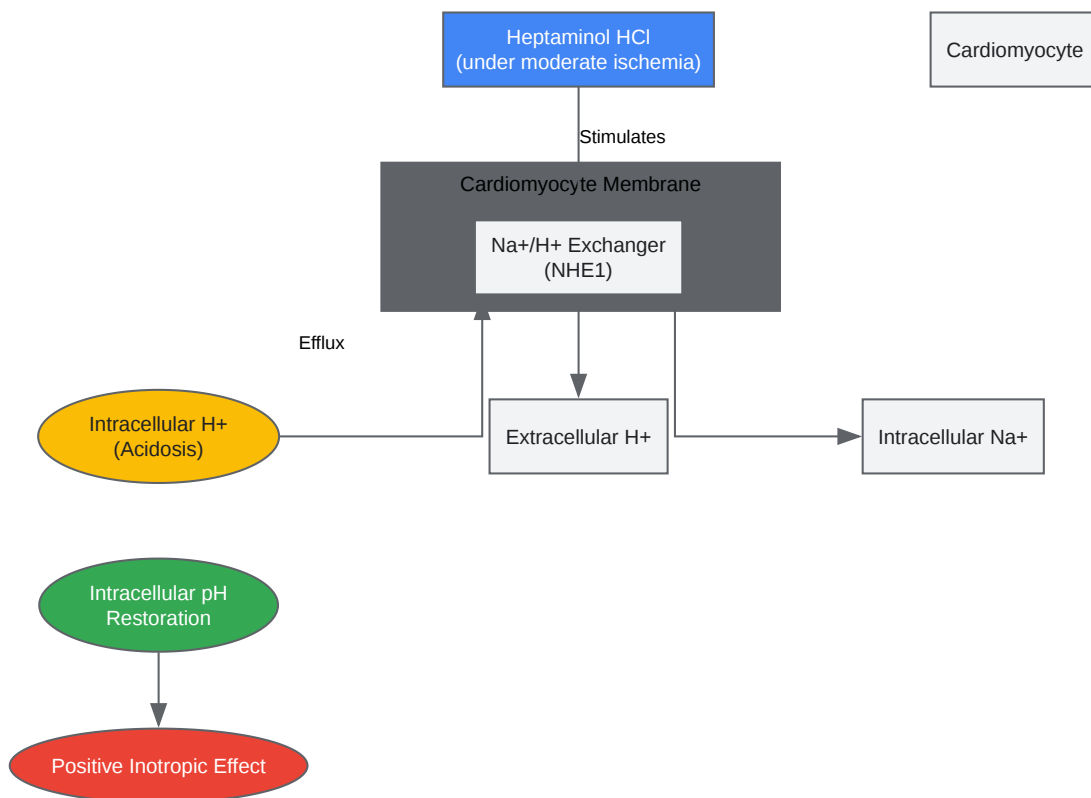 Heptaminol HCl
(under moderate ischemia)
Cardiomyocyte
Stimulates
Cardiomyocyte Membrane
Na+/H+ Exchanger
(NHE1)
Efflux
Intracellular H+
(Acidosis)
Extracellular H+
Intracellular Na+
Intracellular pH
Restoration
Positive Inotropic Effect